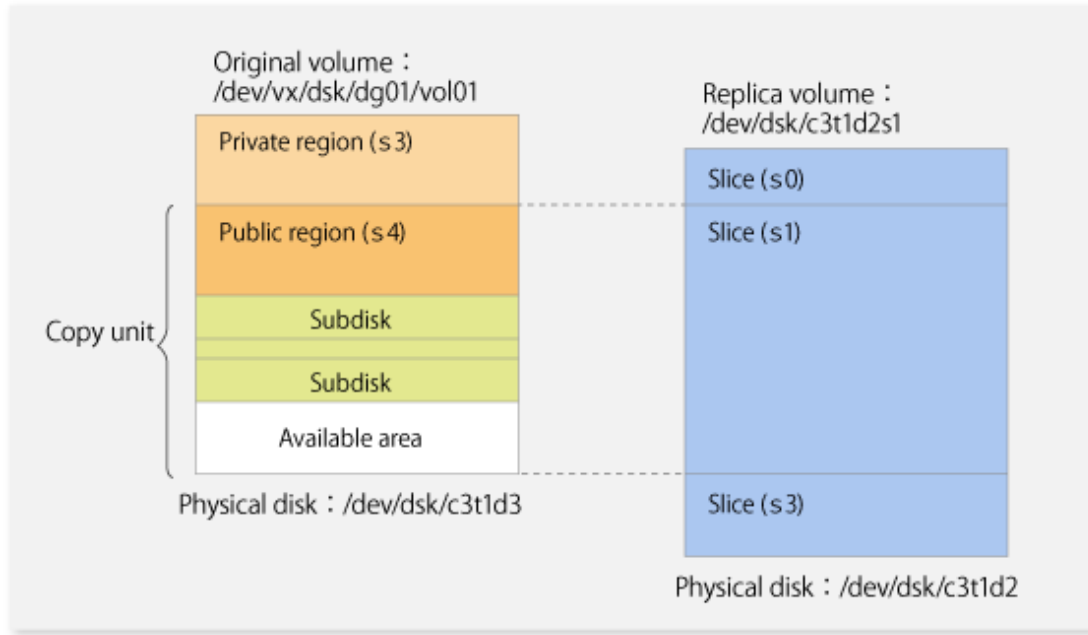 Original volume：
/dev/vx/dsk/dg01/vol01
Private region (s3)
Public region (s4)
Subdisk
Subdisk
Available area
Copy unit
Physical disk：/dev/dsk/c3t1d3
Replica volume：
/dev/dsk/c3t1d2s1
Slice (s0)
Slice (s1)
Slice (s3)
Physical disk：/dev/dsk/c3t1d2